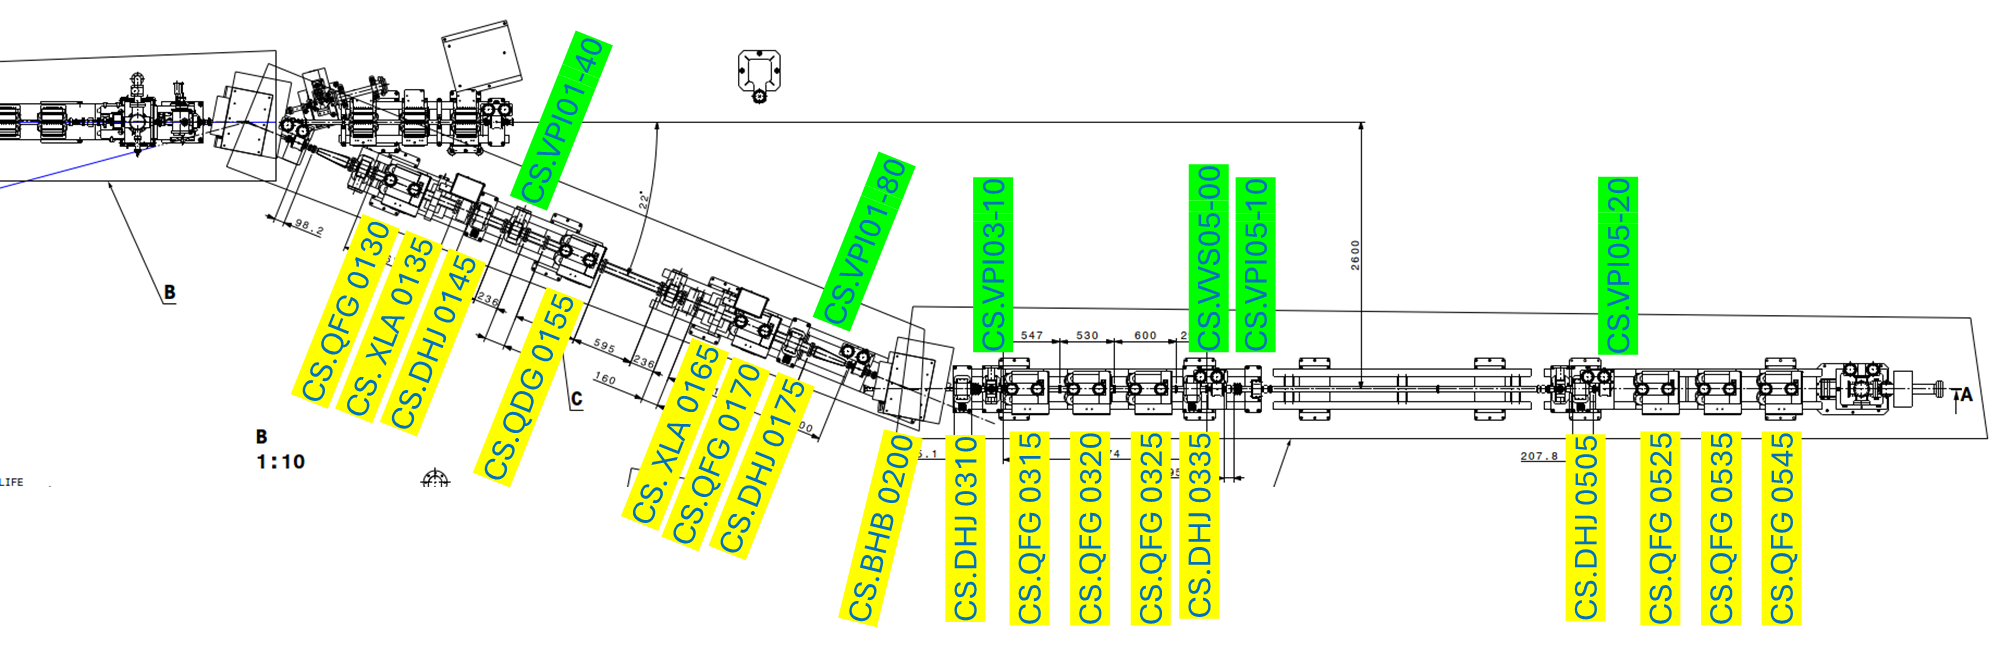 CS.VPI01-40
CS.VPI01-80
CS.VPI03-10
CS.VVS05-00
CS.VPI05-10
CS.VPI05-20
22°
2600
98.2
B
236
595
236
160
C
547
530
600
A
207.8
CS.QFG 0130
CS. XLA 0135
CS.DHJ 0145
CS.QDG 0155
CS. XLA 0165
CS.QFG 0170
CS.DHJ 0175
CS.BHB 0200
CS.DHJ 0310
CS.QFG 0315
CS.QFG 0320
CS.QFG 0325
CS.DHJ 0335
CS.DHJ 0505
CS.QFG 0525
CS.QFG 0535
CS.QFG 0545
B
1:10
LIFE